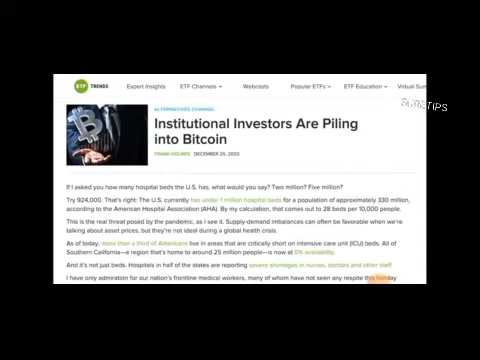 ETF TRENDS Expert Insights ETF Channels Webcasts Popular ETFs ETF Education Virtual Sum
SURETIPS
ALTERNATIVES CHANNEL
Institutional Investors Are Piling
into Bitcoin
FRANK HOLMES DECEMBER 25, 2020
If I asked you how many hospital beds the U.S. has, what would you say? Two million? Five million?
Try 924,000. That's right: The U.S. currently has under 1 million hospital beds for a population of approximately 330 million,
according to the American Hospital Association (AHA). By my calculation, that comes out to 28 beds per 10,000 people.
This is the real threat posed by the pandemic, as I see it. Supply-demand imbalances can often be favorable when we're
talking about asset prices, but they're not ideal during a global health crisis.
As of today, more than a third of Americans live in areas that are critically short on intensive care unit (ICU) beds. All of
Southern California—a region that's home to around 25 million people—is now at 0% availability.
And it's not just beds. Hospitals in half of the states are reporting severe shortages in nurses, doctors and other staff.
I have only admiration for our nation's frontline medical workers, many of whom have not seen any respite this holiday